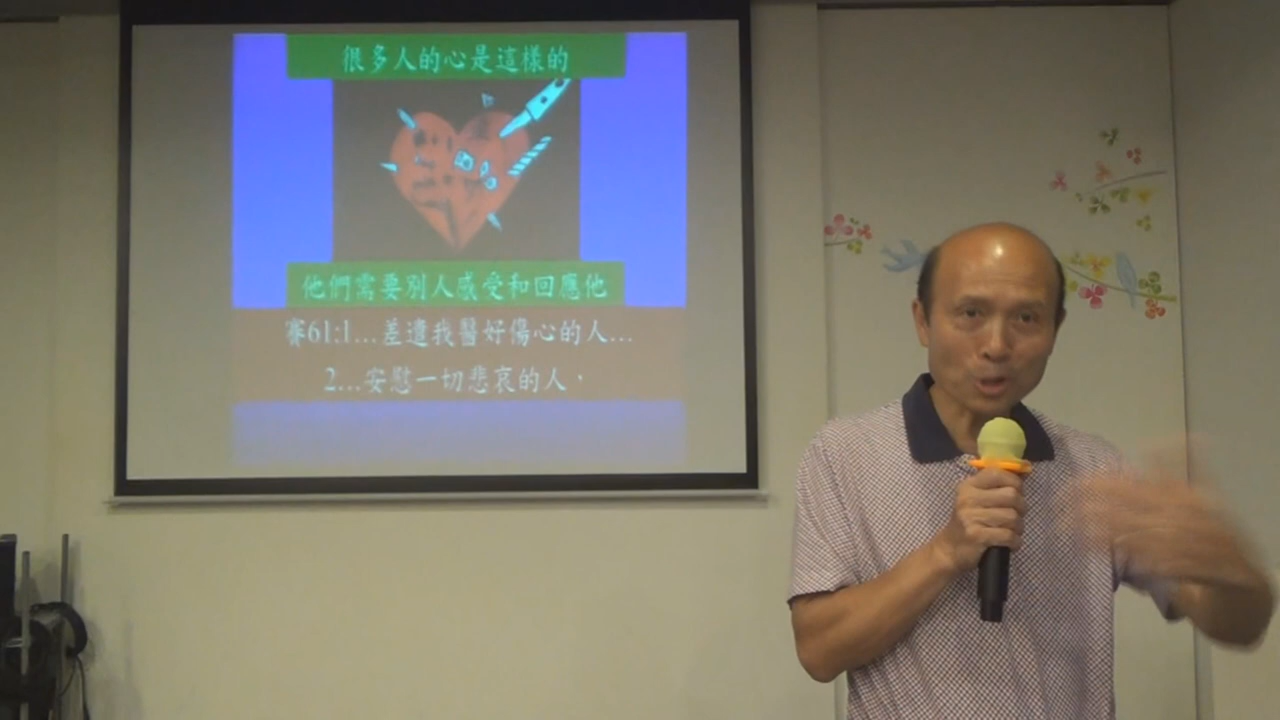 很多人的心是這樣的
他們需要別人感受和回應他
賽61:1...差遣我醫好傷心的人...
2...安慰一切悲哀的人，